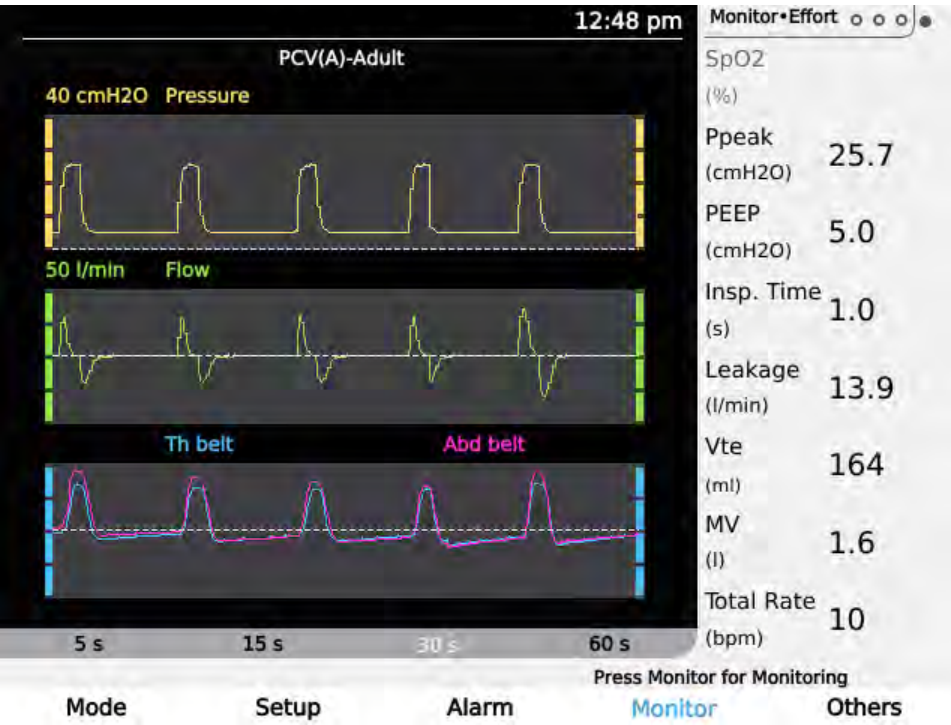 12:48 pm
Monitor•Effort
PCV(A)-Adult
SpO2
(%)
40 cmH2O Pressure
Ppeak
(cmH2O)
25.7
PEEP
(cmH2O)
5.0
50 l/min Flow
Insp. Time
(s)
1.0
Leakage
(l/min)
13.9
Th belt
Abd belt
Vte
(ml)
164
MV
(l)
1.6
Total Rate
(bpm)
10
5 s 15 s 30 s 60 s
Press Monitor for Monitoring
Mode Setup Alarm Monitor Others